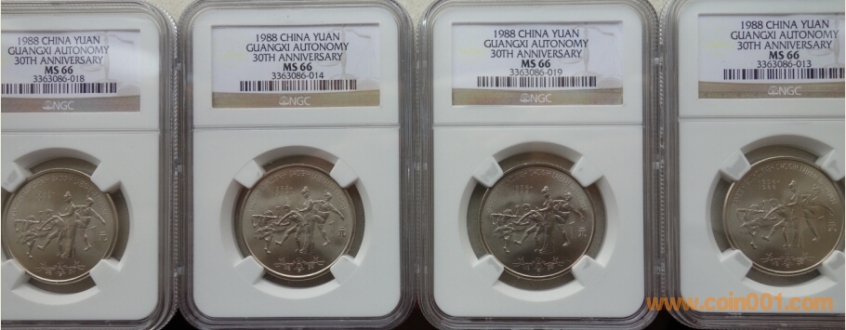 1988 CHINA YUAN
GUANGXI AUTONOMY
30TH ANNIVERSARY
MS 66
3363086-018
NGC
1988 CHINA YUAN
GUANGXI AUTONOMY
30TH ANNIVERSARY
MS 66
3363086-014
NGC
1988 CHINA YUAN
GUANGXI AUTONOMY
30TH ANNIVERSARY
MS 66
3363086-019
NGC
1988 CHINA YUAN
GUANGXI AUTONOMY
30TH ANNIVERSARY
MS 66
3363086-013
NGC
www.coin001.com